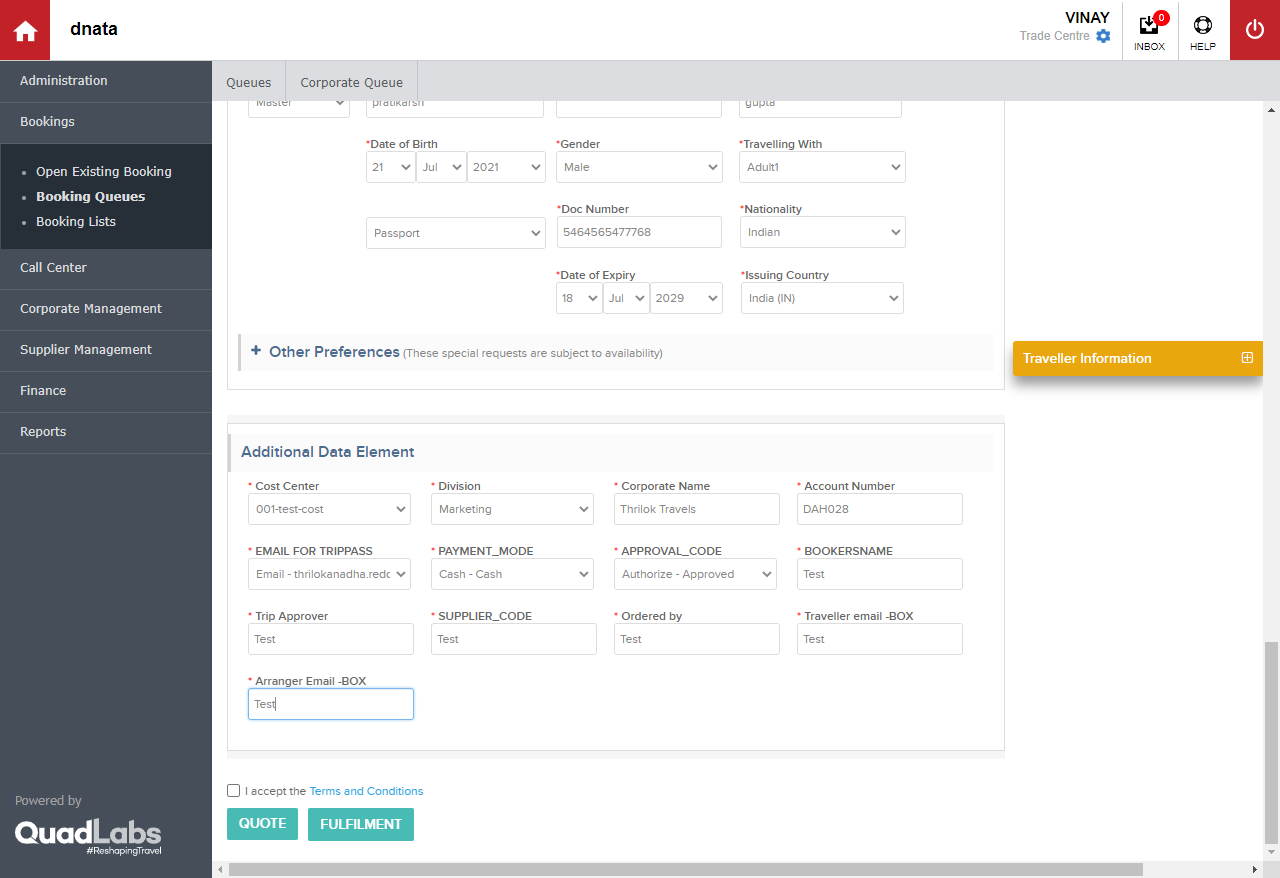 dnata
VINAY
Trade Centre
0
INBOX
HELP
Administration
Bookings
Open Existing Booking
Booking Queues
Booking Lists
Call Center
Corporate Management
Supplier Management
Finance
Reports
Powered by
QuadLabs
#ReshapingTravel
Queues Corporate Queue
Master pratikarsh gupta
*Date of Birth *Gender *Travelling With
21 Jul 2021 Male Adult1
*Doc Number *Nationality
Passport 5464565477768 Indian
*Date of Expiry *Issuing Country
18 Jul 2029 India (IN)
+ Other Preferences (These special requests are subject to availability)
Traveller Information
Additional Data Element
* Cost Center * Division * Corporate Name * Account Number
001-test-cost Marketing Thrilok Travels DAH028
* EMAIL FOR TRIPPASS * PAYMENT_MODE * APPROVAL_CODE * BOOKERSNAME
Email - thrilokanadha.redd Cash - Cash Authorize - Approved Test
* Trip Approver * SUPPLIER_CODE * Ordered by * Traveller email -BOX
Test Test Test Test
* Arranger Email -BOX
Test
I accept the Terms and Conditions
QUOTE FULFILMENT